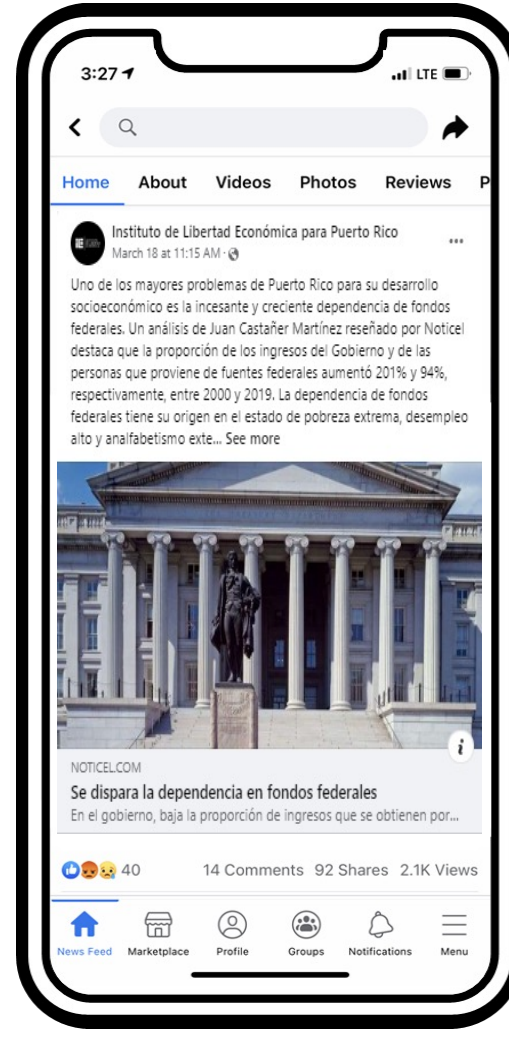 3:27
LTE
Home About Videos Photos Reviews P
Instituto de Libertad Económica para Puerto Rico
March 18 at 11:15 AM ·
Uno de los mayores problemas de Puerto Rico para su desarrollo
socioeconómico es la incesante y creciente dependencia de fondos
federales. Un análisis de Juan Castañer Martínez reseñado por Noticel
destaca que la proporción de los ingresos del Gobierno y de las
personas que proviene de fuentes federales aumentó 201% y 94%,
respectivamente, entre 2000 y 2019. La dependencia de fondos
federales tiene su origen en el estado de pobreza extrema, desempleo
alto y analfabetismo exte... See more
i
NOTICEL.COM
Se dispara la dependencia en fondos federales
En el gobierno, baja la proporción de ingresos que se obtienen por...
40 14 Comments 92 Shares 2.1K Views
News Feed Marketplace Profile Groups Notifications Menu